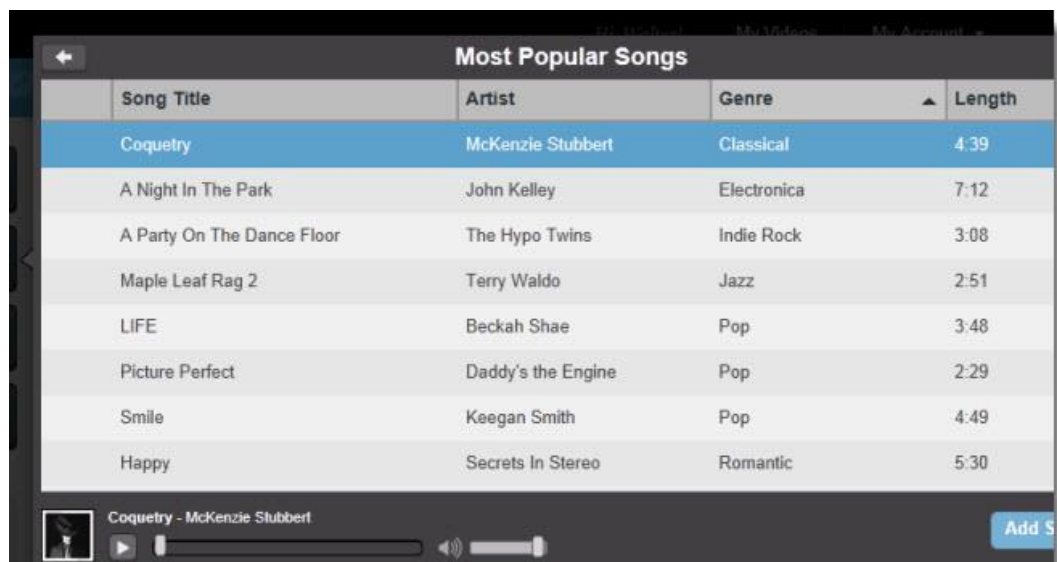 My Videos My Account
Most Popular Songs
Song Title Artist Genre Length
Coquetry McKenzie Stubbert Classical 4:39
A Night In The Park John Kelley Electronica 7:12
A Party On The Dance Floor The Hypo Twins Indie Rock 3:08
Maple Leaf Rag 2 Terry Waldo Jazz 2:51
LIFE Beckah Shae Pop 3:48
Picture Perfect Daddy's the Engine Pop 2:29
Smile Keegan Smith Pop 4:49
Happy Secrets In Stereo Romantic 5:30
Coquetry - McKenzie Stubbert
Add S